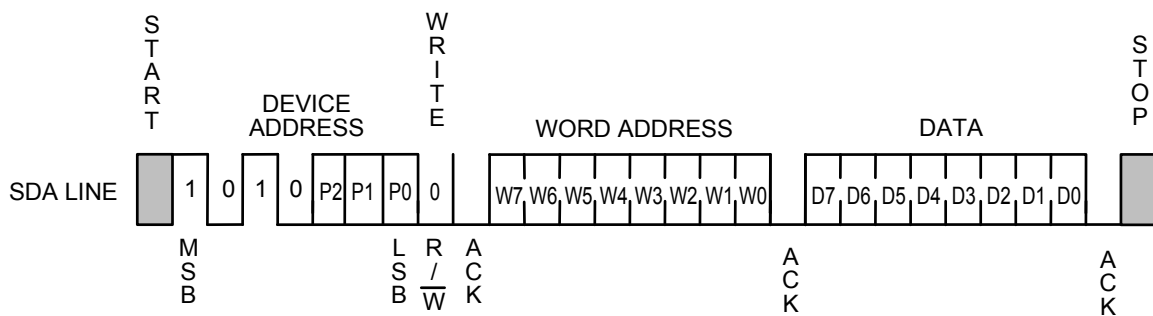 START
WRITE
STOP
DEVICE
ADDRESS
WORD ADDRESS
DATA
SDA LINE
1 0 1 0 P2 P1 P0 0
W7 W6 W5 W4 W3 W2 W1 W0
D7 D6 D5 D4 D3 D2 D1 D0
MSB
LSB
R/W
ACK
ACK
ACK